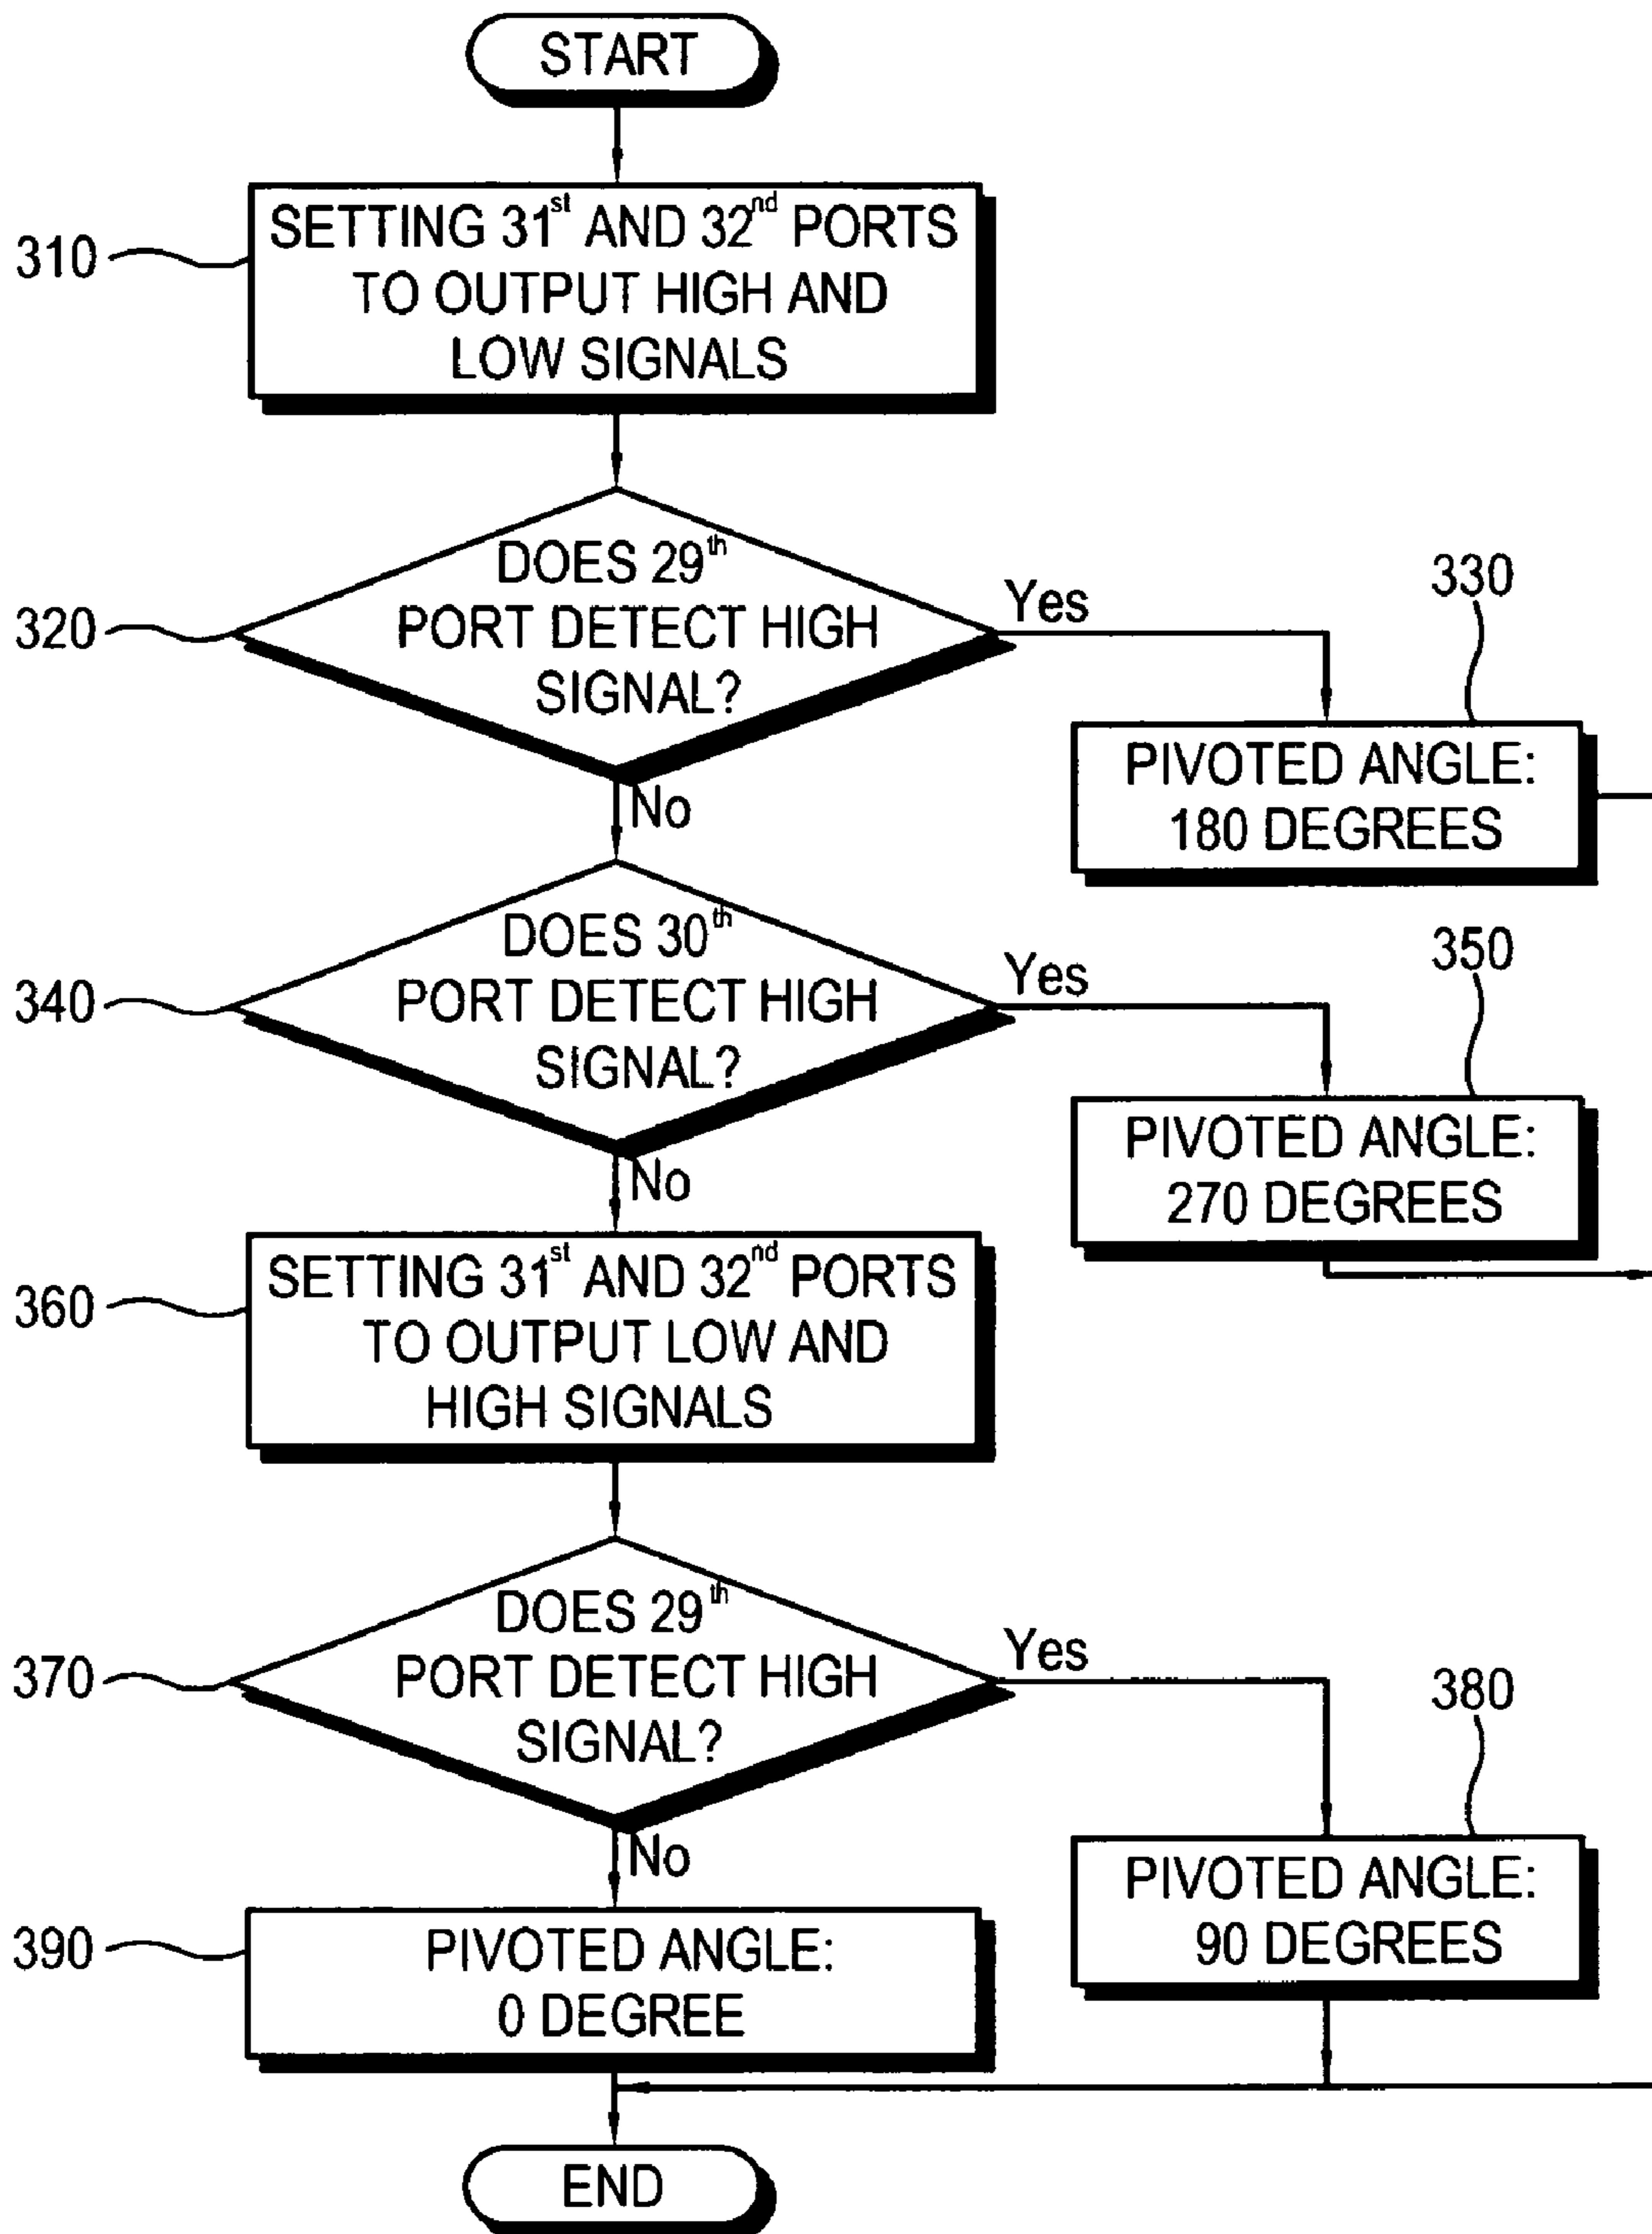 START
310
SETTING 31st AND 32nd PORTS
TO OUTPUT HIGH AND
LOW SIGNALS
320
DOES 29th
PORT DETECT HIGH
SIGNAL?
Yes
No
330
PIVOTED ANGLE:
180 DEGREES
340
DOES 30th
PORT DETECT HIGH
SIGNAL?
Yes
No
350
PIVOTED ANGLE:
270 DEGREES
360
SETTING 31st AND 32nd PORTS
TO OUTPUT LOW AND
HIGH SIGNALS
370
DOES 29th
PORT DETECT HIGH
SIGNAL?
Yes
No
380
PIVOTED ANGLE:
90 DEGREES
390
PIVOTED ANGLE:
0 DEGREE
END